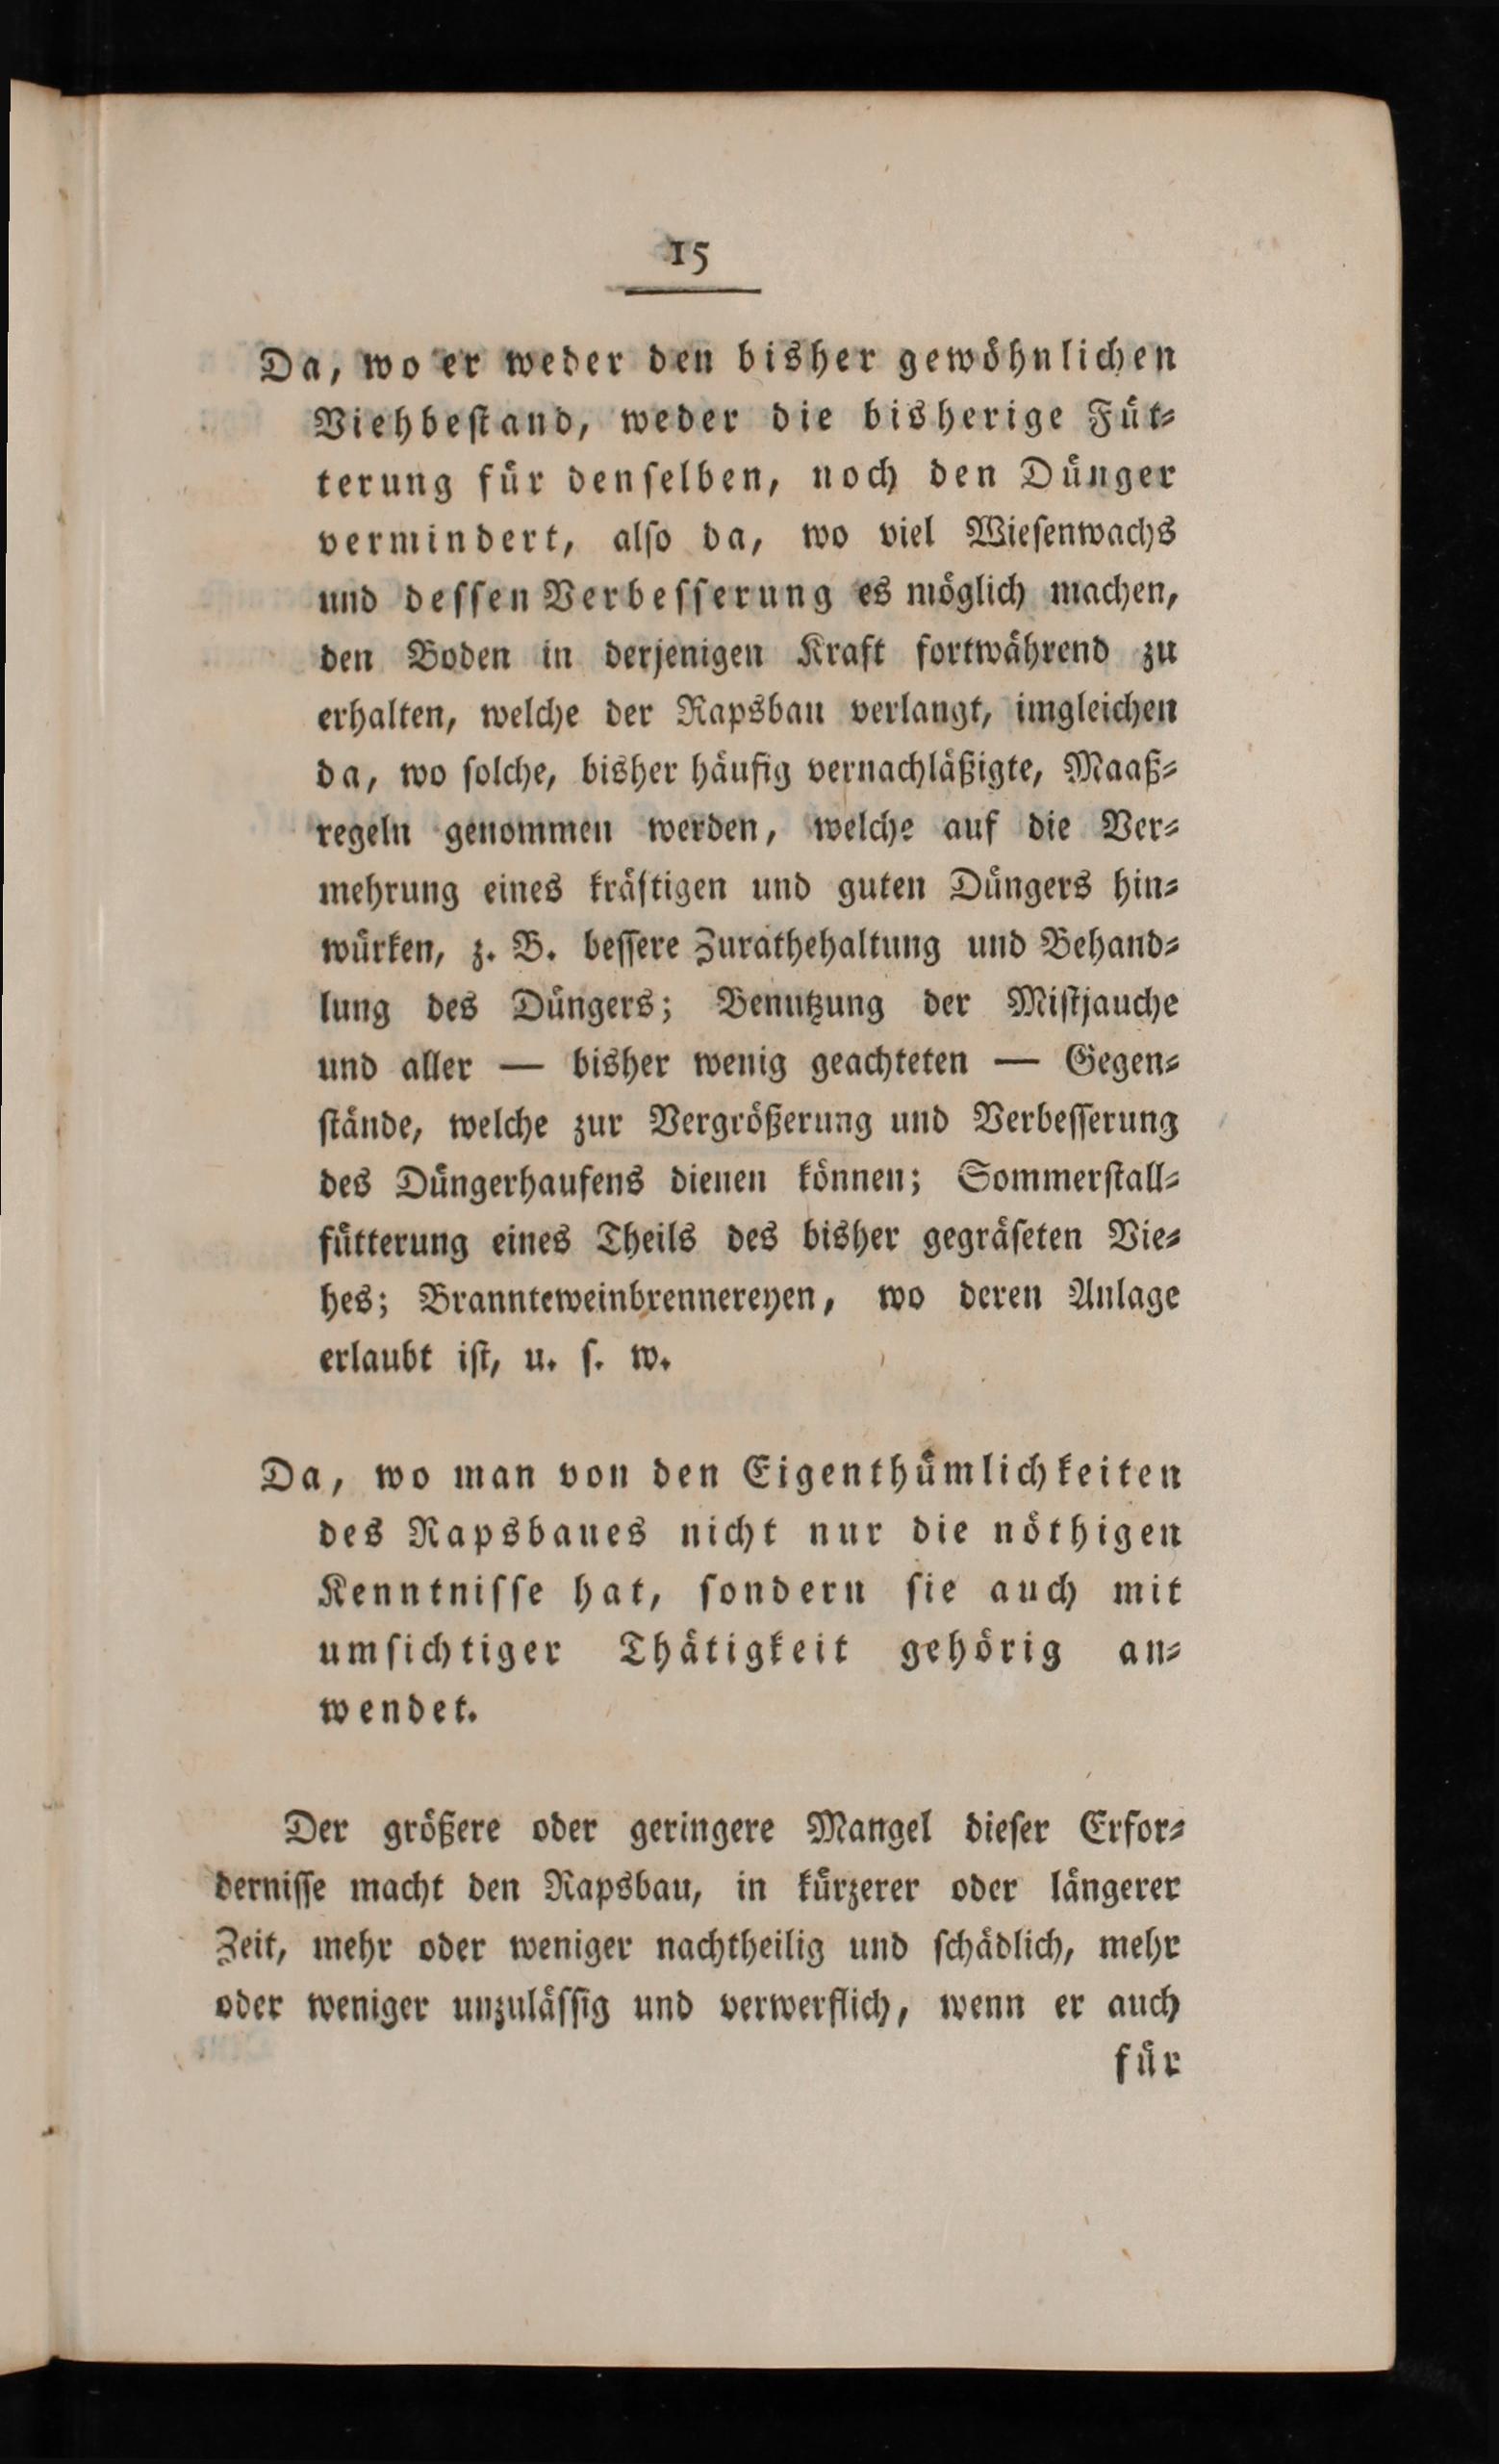 15
Da, wo er weder den bisher gewöhnlichen
Viehbestand, weder die bisherige Füt-
terung für denselben, noch den Dünger
vermindert, also da, wo viel Wiesenwachs
und dessen Verbesserung es möglich machen,
den Boden in derjenigen Kraft fortwährend zu
erhalten, welche der Rapsbau verlangt, imgleichen
da, wo solche, bisher häufig vernachläßigte, Maaß-
regeln genommen werden, welche auf die Ver-
mehrung eines kräftigen und guten Düngers hin-
würken, z. B. bessere Zurathehaltung und Behand-
lung des Düngers; Benutzung der Mistjauche
und aller — bisher wenig geachteten — Gegen-
stände, welche zur Vergrößerung und Verbesserung
des Düngerhaufens dienen können; Sommerstall-
fütterung eines Theils des bisher gegräseten Vie-
hes; Brannteweinbrennereyen, wo deren Anlage
erlaubt ist, u. s. w.
Da, wo man von den Eigenthümlichkeiten
des Rapsbaues nicht nur die nöthigen
Kenntnisse hat, sondern sie auch mit
umsichtiger Thätigkeit gehörig an-
wendet.
Der größere oder geringere Mangel dieser Erfor-
dernisse macht den Rapsbau, in kürzerer oder längerer
Zeit, mehr oder weniger nachtheilig und schädlich, mehr
oder weniger unzulässig und verwerflich, wenn er auch
für